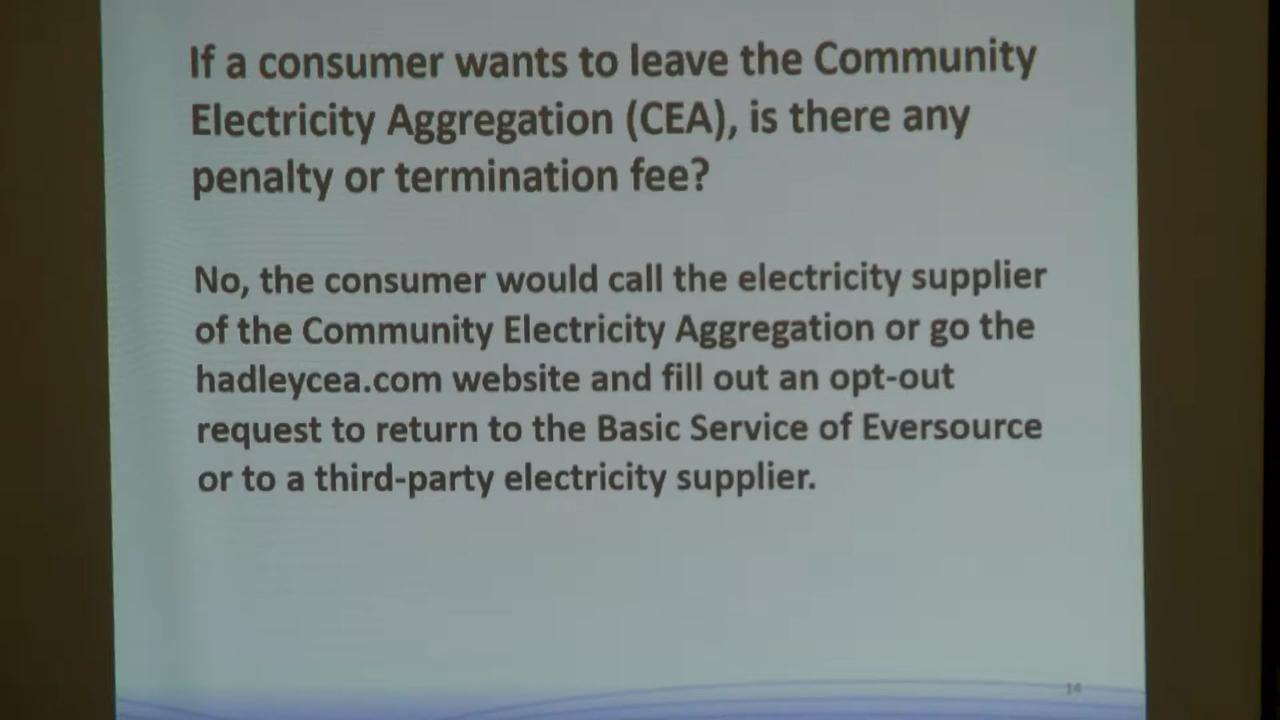 If a consumer wants to leave the Community
Electricity Aggregation (CEA), is there any
penalty or termination fee?
No, the consumer would call the electricity supplier
of the Community Electricity Aggregation or go the
hadleycea.com website and fill out an opt-out
request to return to the Basic Service of Eversource
or to a third-party electricity supplier.
14